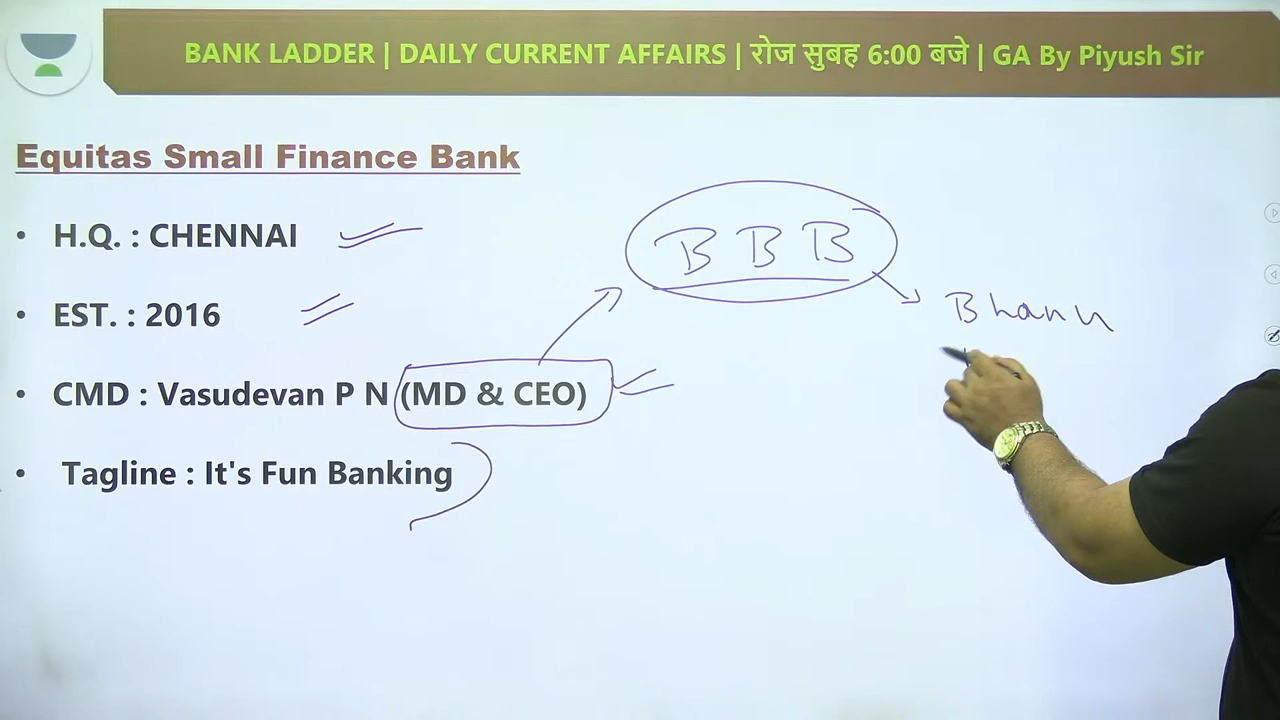 BANK LADDER | DAILY CURRENT AFFAIRS | रोज सुबह 6:00 बजे | GA By Piyush Sir
Equitas Small Finance Bank
• H.Q. : CHENNAI
• EST. : 2016
• CMD : Vasudevan P N (MD & CEO)
• Tagline : It's Fun Banking
B B B
Bhanu